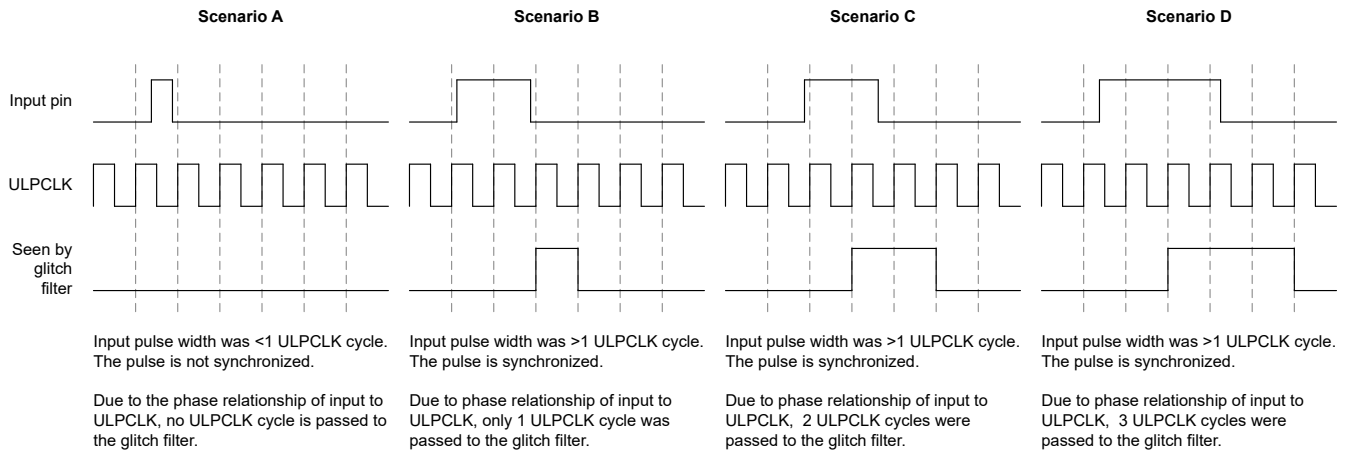 Scenario A
Scenario B
Scenario C
Scenario D
Input pin
ULPCLK
Seen by
glitch
filter
Input pulse width was <1 ULPCLK cycle.
The pulse is not synchronized.
Due to the phase relationship of input to
ULPCLK, no ULPCLK cycle is passed to
the glitch filter.
Input pulse width was >1 ULPCLK cycle.
The pulse is synchronized.
Due to phase relationship of input to
ULPCLK, only 1 ULPCLK cycle was
passed to the glitch filter.
Input pulse width was >1 ULPCLK cycle.
The pulse is synchronized.
Due to phase relationship of input to
ULPCLK, 2 ULPCLK cycles were
passed to the glitch filter.
Input pulse width was >1 ULPCLK cycle.
The pulse is synchronized.
Due to phase relationship of input to
ULPCLK, 3 ULPCLK cycles were
passed to the glitch filter.